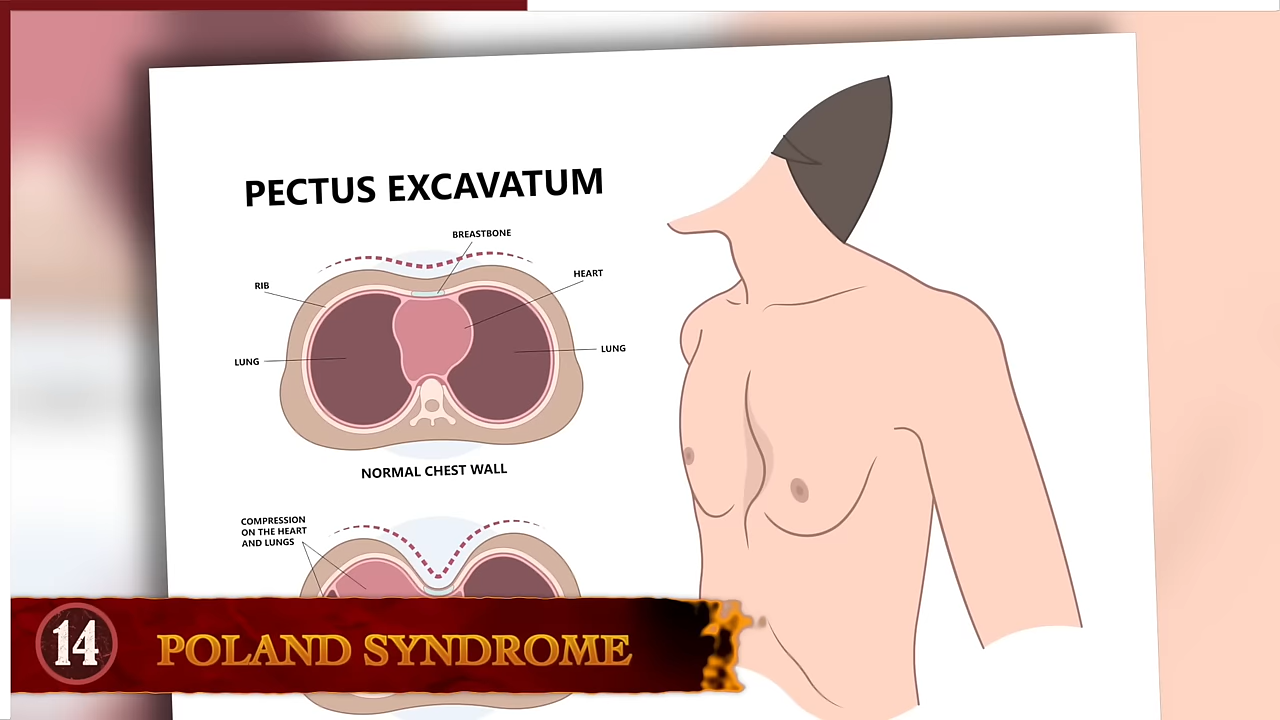 PECTUS EXCAVATUM
BREASTBONE
HEART
RIB
LUNG
LUNG
NORMAL CHEST WALL
COMPRESSION
ON THE HEART
AND LUNGS
14
POLAND SYNDROME